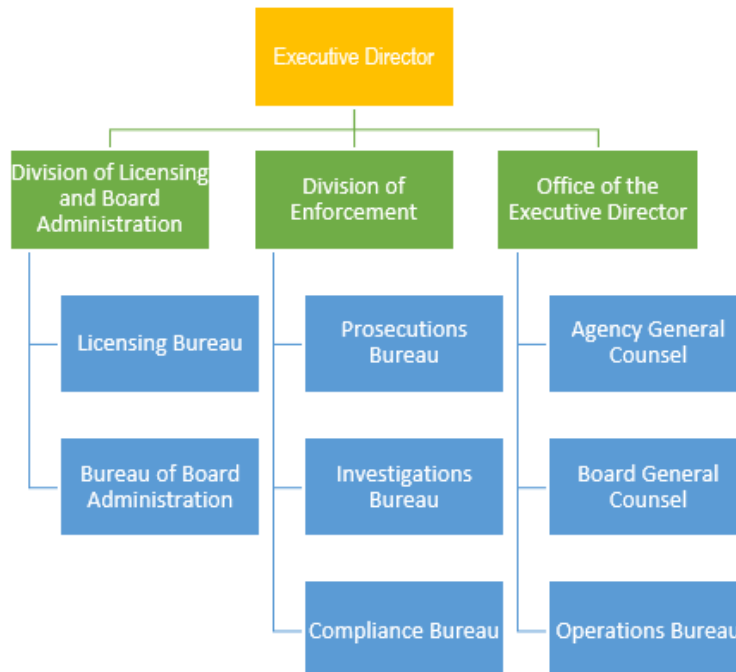 Executive Director
Division of Licensing
and Board
Administration
Division of
Enforcement
Office of the
Executive Director
Licensing Bureau
Prosecutions
Bureau
Agency General
Counsel
Bureau of Board
Administration
Investigations
Bureau
Board General
Counsel
Compliance Bureau
Operations Bureau